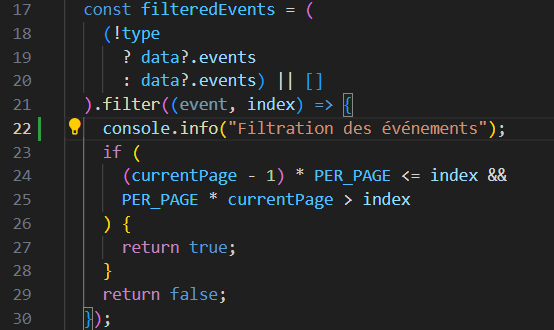 17 const filteredEvents = (
18 (!type
19 ? data?.events
20 : data?.events) || []
21 ).filter((event, index) => {
22 console.info("Filtration des événements");
23 if (
24 (currentPage - 1) * PER_PAGE <= index &&
25 PER_PAGE * currentPage > index
26 ) {
27 return true;
28 }
29 return false;
30 });